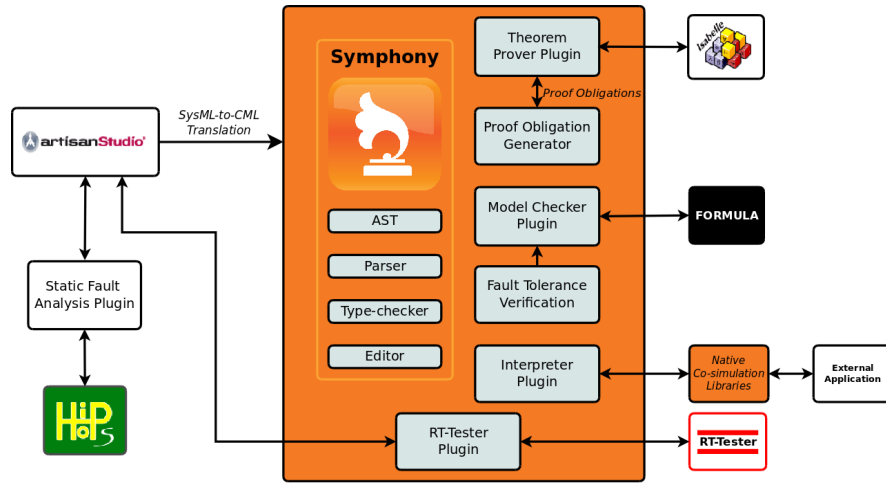 Symphony
AST
Parser
Type-checker
Editor
Theorem
Prover Plugin
Proof Obligations
Proof Obligation
Generator
Model Checker
Plugin
Fault Tolerance
Verification
Interpreter
Plugin
RT-Tester
Plugin
SysML-to-CML
Translation
artisanStudio
Static Fault
Analysis Plugin
HiP
HOPS
Isabelle
FORMULA
Native
Co-simulation
Libraries
External
Application
RT-Tester